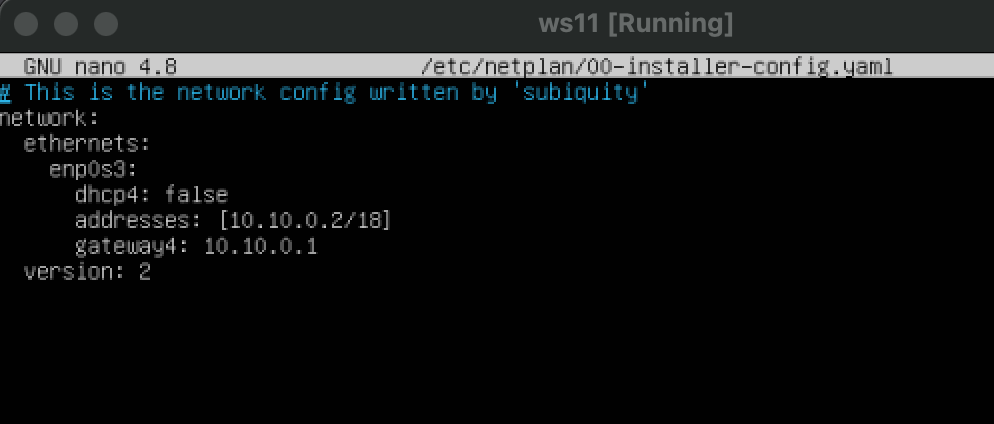 ws11 [Running]
GNU nano 4.8 /etc/netplan/00-installer-config.yaml
# This is the network config written by 'subiquity'
network:
  ethernets:
    enp0s3:
      dhcp4: false
      addresses: [10.10.0.2/18]
      gateway4: 10.10.0.1
  version: 2